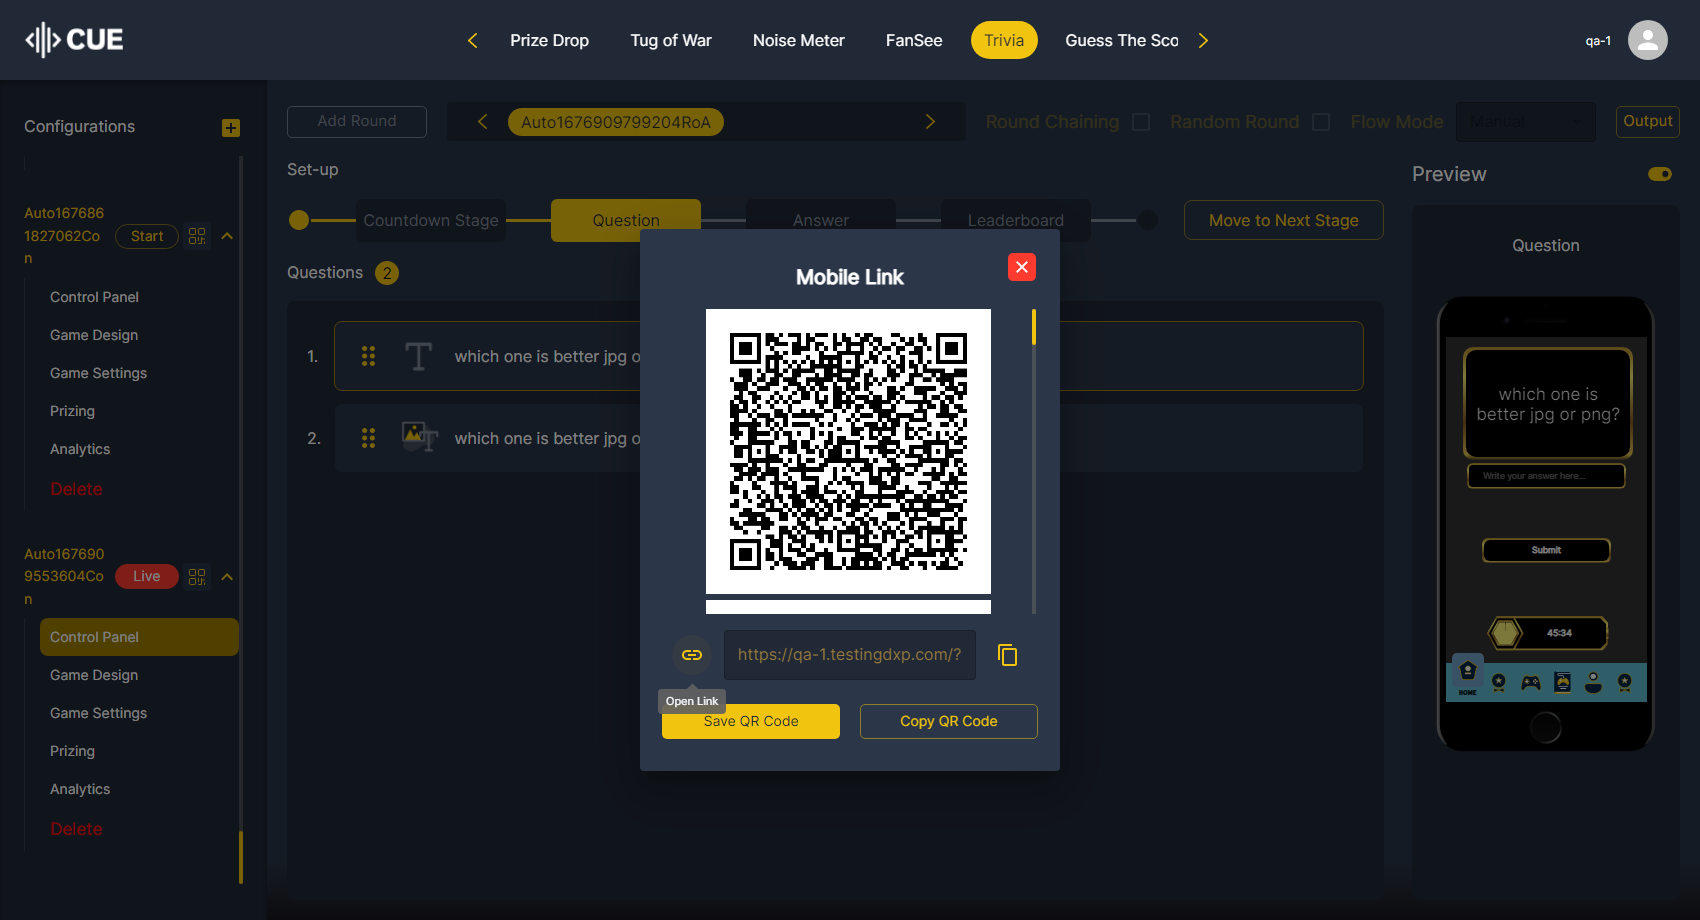 CUE
Prize Drop
Tug of War
Noise Meter
FanSee
Trivia
Guess The Sco
qa-1
Configurations
Auto167686
1827062Co
n
Start
Control Panel
Game Design
Game Settings
Prizing
Analytics
Delete
Auto167690
9553604Co
n
Live
Control Panel
Game Design
Game Settings
Prizing
Analytics
Delete
Add Round
Auto1676909799204RoA
Round Chaining
Random Round
Flow Mode
Manual
Output
Set-up
Countdown Stage
Question
Answer
Leaderboard
Move to Next Stage
Questions 2
1.
which one is better jpg o
2.
which one is better jpg o
Mobile Link
https://qa-1.testingdxp.com/?
Open Link
Save QR Code
Copy QR Code
Preview
Question
which one is
better jpg or png?
Write your answer here...
Submit
45:34
HOME